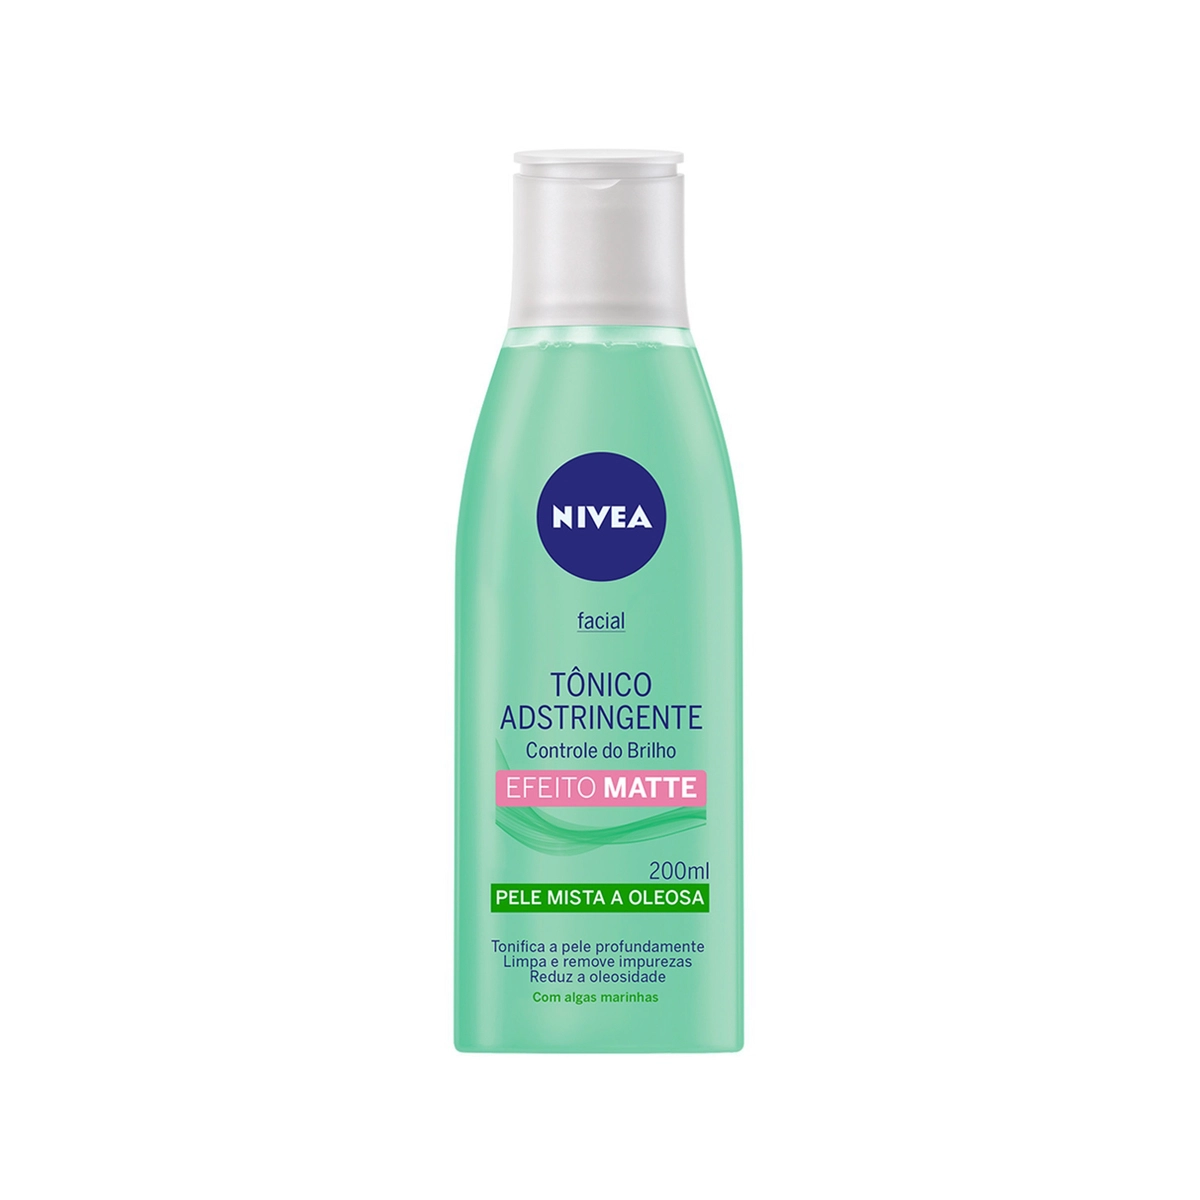 NIVEA
facial
TÔNICO
ADSTRINGENTE
Controle do Brilho
EFEITO MATTE
200ml
PELE MISTA A OLEOSA
Tonifica a pele profundamente
Limpa e remove impurezas
Reduz a oleosidade
Com algas marinhas